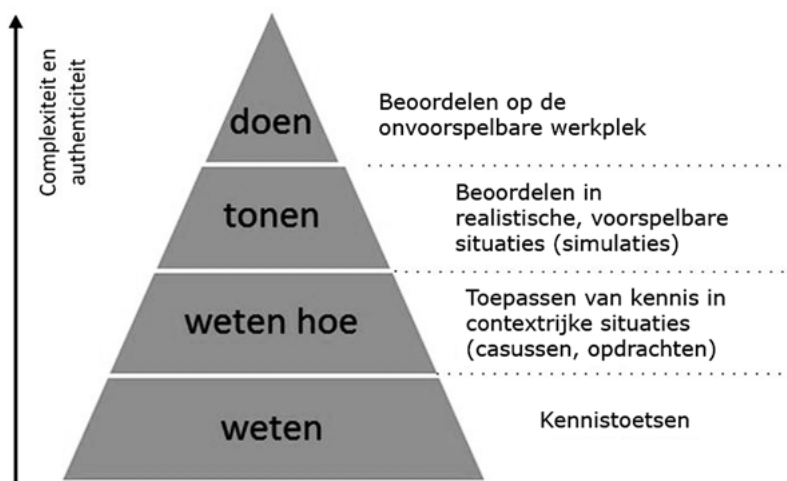 Complexiteit en
authenticiteit
doen
Beoordelen op de
onvoorspelbare werkplek
tonen
Beoordelen in
realistische, voorspelbare
situaties (simulaties)
weten hoe
Toepassen van kennis in
contextrijke situaties
(casussen, opdrachten)
weten
Kennistoetsen